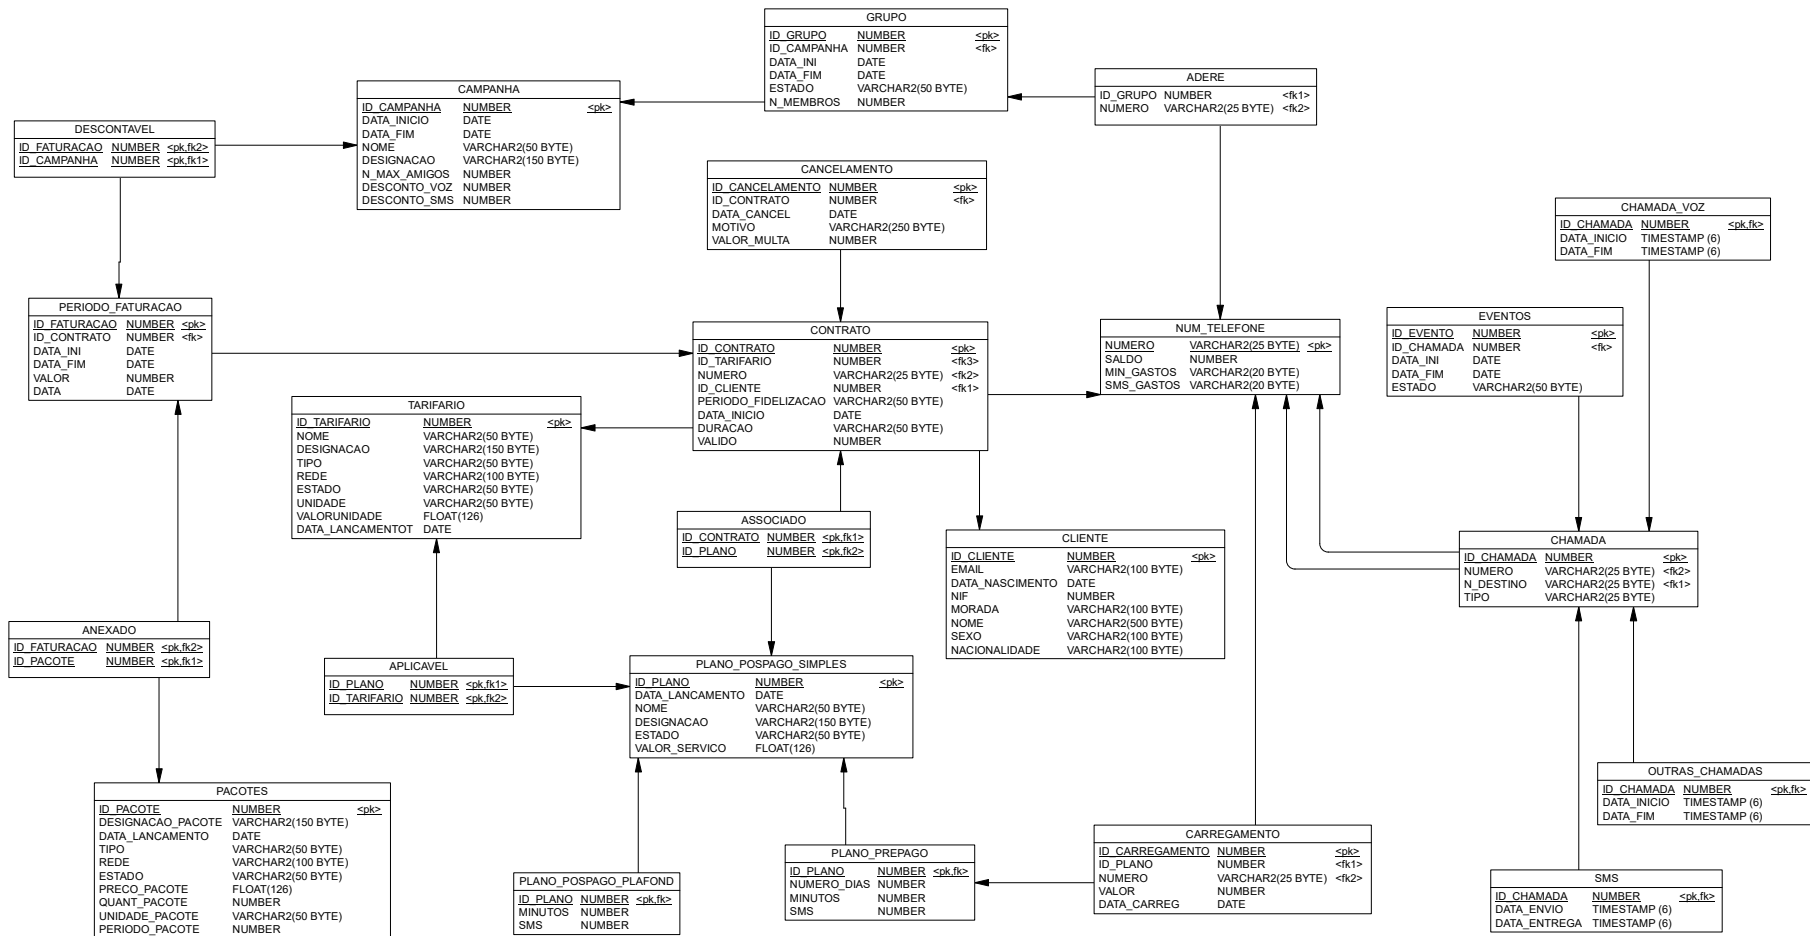 GRUPO
ID_GRUPO NUMBER <pk>
ID_CAMPANHA NUMBER <fk>
DATA_INI DATE
DATA_FIM DATE
ESTADO VARCHAR2(50 BYTE)
N_MEMBROS NUMBER
ADERE
ID_GRUPO NUMBER <fk1>
NUMERO VARCHAR2(25 BYTE) <fk2>
CAMPANHA
ID_CAMPANHA NUMBER <pk>
DATA_INICIO DATE
DATA_FIM DATE
NOME VARCHAR2(50 BYTE)
DESIGNACAO VARCHAR2(150 BYTE)
N_MAX_AMIGOS NUMBER
DESCONTO_VOZ NUMBER
DESCONTO_SMS NUMBER
DESCONTAVEL
ID_FATURACAO NUMBER <pk,fk2>
ID_CAMPANHA NUMBER <pk,fk1>
CANCELAMENTO
ID_CANCELAMENTO NUMBER <pk>
ID_CONTRATO NUMBER <fk>
DATA_CANCEL DATE
MOTIVO VARCHAR2(250 BYTE)
VALOR_MULTA NUMBER
CHAMADA_VOZ
ID_CHAMADA NUMBER <pk,fk>
DATA_INICIO TIMESTAMP (6)
DATA_FIM TIMESTAMP (6)
PERIODO_FATURACAO
ID_FATURACAO NUMBER <pk>
ID_CONTRATO NUMBER <fk>
DATA_INI DATE
DATA_FIM DATE
VALOR NUMBER
DATA DATE
CONTRATO
ID_CONTRATO NUMBER <pk>
ID_TARIFARIO NUMBER <fk3>
NUMERO VARCHAR2(25 BYTE) <fk2>
ID_CLIENTE NUMBER <fk1>
PERIODO_FIDELIZACAO VARCHAR2(50 BYTE)
DATA_INICIO DATE
DURACAO VARCHAR2(50 BYTE)
VALIDO NUMBER
NUM_TELEFONE
NUMERO VARCHAR2(25 BYTE) <pk>
SALDO NUMBER
MIN_GASTOS VARCHAR2(20 BYTE)
SMS_GASTOS VARCHAR2(20 BYTE)
EVENTOS
ID_EVENTO NUMBER <pk>
ID_CHAMADA NUMBER <fk>
DATA_INI DATE
DATA_FIM DATE
ESTADO VARCHAR2(50 BYTE)
TARIFARIO
ID_TARIFARIO NUMBER <pk>
NOME VARCHAR2(50 BYTE)
DESIGNACAO VARCHAR2(150 BYTE)
TIPO VARCHAR2(50 BYTE)
REDE VARCHAR2(100 BYTE)
ESTADO VARCHAR2(50 BYTE)
UNIDADE VARCHAR2(50 BYTE)
VALORUNIDADE FLOAT(126)
DATA_LANCAMENTOT DATE
ASSOCIADO
ID_CONTRATO NUMBER <pk,fk1>
ID_PLANO NUMBER <pk,fk2>
CLIENTE
ID_CLIENTE NUMBER <pk>
EMAIL VARCHAR2(100 BYTE)
DATA_NASCIMENTO DATE
NIF NUMBER
MORADA VARCHAR2(100 BYTE)
NOME VARCHAR2(500 BYTE)
SEXO VARCHAR2(100 BYTE)
NACIONALIDADE VARCHAR2(100 BYTE)
CHAMADA
ID_CHAMADA NUMBER <pk>
NUMERO VARCHAR2(25 BYTE) <fk2>
N_DESTINO VARCHAR2(25 BYTE) <fk1>
TIPO VARCHAR2(25 BYTE)
ANEXADO
ID_FATURACAO NUMBER <pk,fk2>
ID_PACOTE NUMBER <pk,fk1>
APLICAVEL
ID_PLANO NUMBER <pk,fk1>
ID_TARIFARIO NUMBER <pk,fk2>
PLANO_POSPAGO_SIMPLES
ID_PLANO NUMBER <pk>
DATA_LANCAMENTO DATE
NOME VARCHAR2(50 BYTE)
DESIGNACAO VARCHAR2(150 BYTE)
ESTADO VARCHAR2(50 BYTE)
VALOR_SERVICO FLOAT(126)
OUTRAS_CHAMADAS
ID_CHAMADA NUMBER <pk,fk>
DATA_INICIO TIMESTAMP (6)
DATA_FIM TIMESTAMP (6)
PACOTES
ID_PACOTE NUMBER <pk>
DESIGNACAO_PACOTE VARCHAR2(150 BYTE)
DATA_LANCAMENTO DATE
TIPO VARCHAR2(50 BYTE)
REDE VARCHAR2(100 BYTE)
ESTADO VARCHAR2(50 BYTE)
PRECO_PACOTE FLOAT(126)
QUANT_PACOTE NUMBER
UNIDADE_PACOTE VARCHAR2(50 BYTE)
PERIODO_PACOTE NUMBER
PLANO_POSPAGO_PLAFOND
ID_PLANO NUMBER <pk,fk>
MINUTOS NUMBER
SMS NUMBER
PLANO_PREPAGO
ID_PLANO NUMBER <pk,fk>
NUMERO_DIAS NUMBER
MINUTOS NUMBER
SMS NUMBER
CARREGAMENTO
ID_CARREGAMENTO NUMBER <pk>
ID_PLANO NUMBER <fk1>
NUMERO VARCHAR2(25 BYTE) <fk2>
VALOR NUMBER
DATA_CARREG DATE
SMS
ID_CHAMADA NUMBER <pk,fk>
DATA_ENVIO TIMESTAMP (6)
DATA_ENTREGA TIMESTAMP (6)